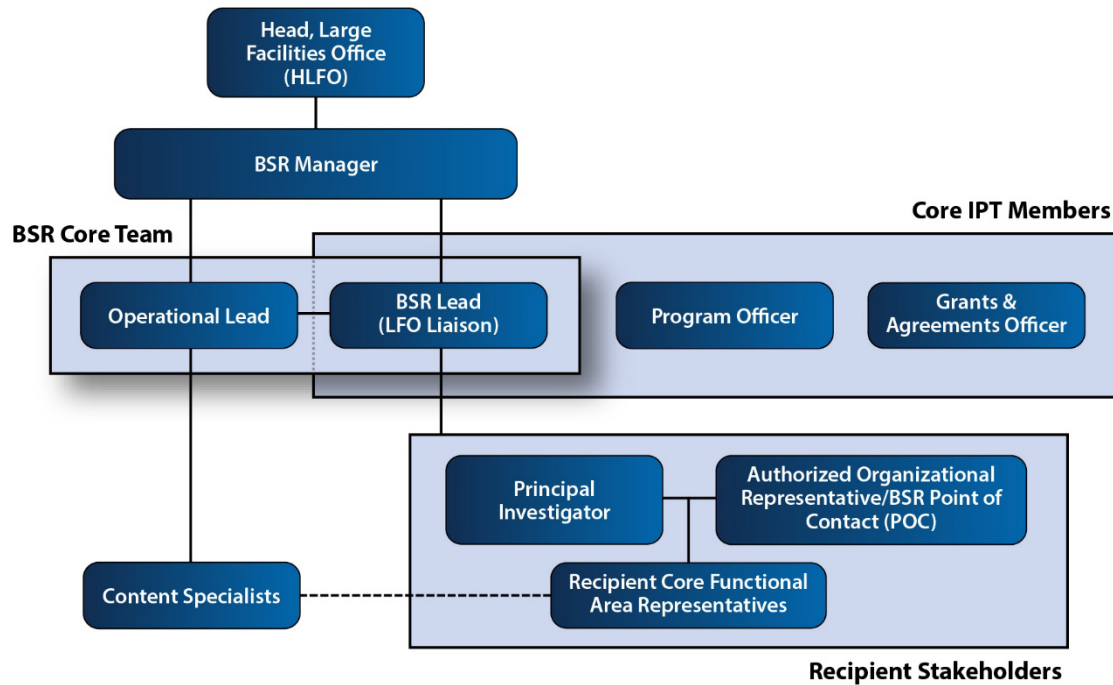 Head, Large
Facilities Office
(HLFO)
BSR Manager
Core IPT Members
BSR Core Team
Operational Lead
BSR Lead
(LFO Liaison)
Program Officer
Grants &
Agreements Officer
Principal
Investigator
Authorized Organizational
Representative/BSR Point of
Contact (POC)
Content Specialists
Recipient Core Functional
Area Representatives
Recipient Stakeholders